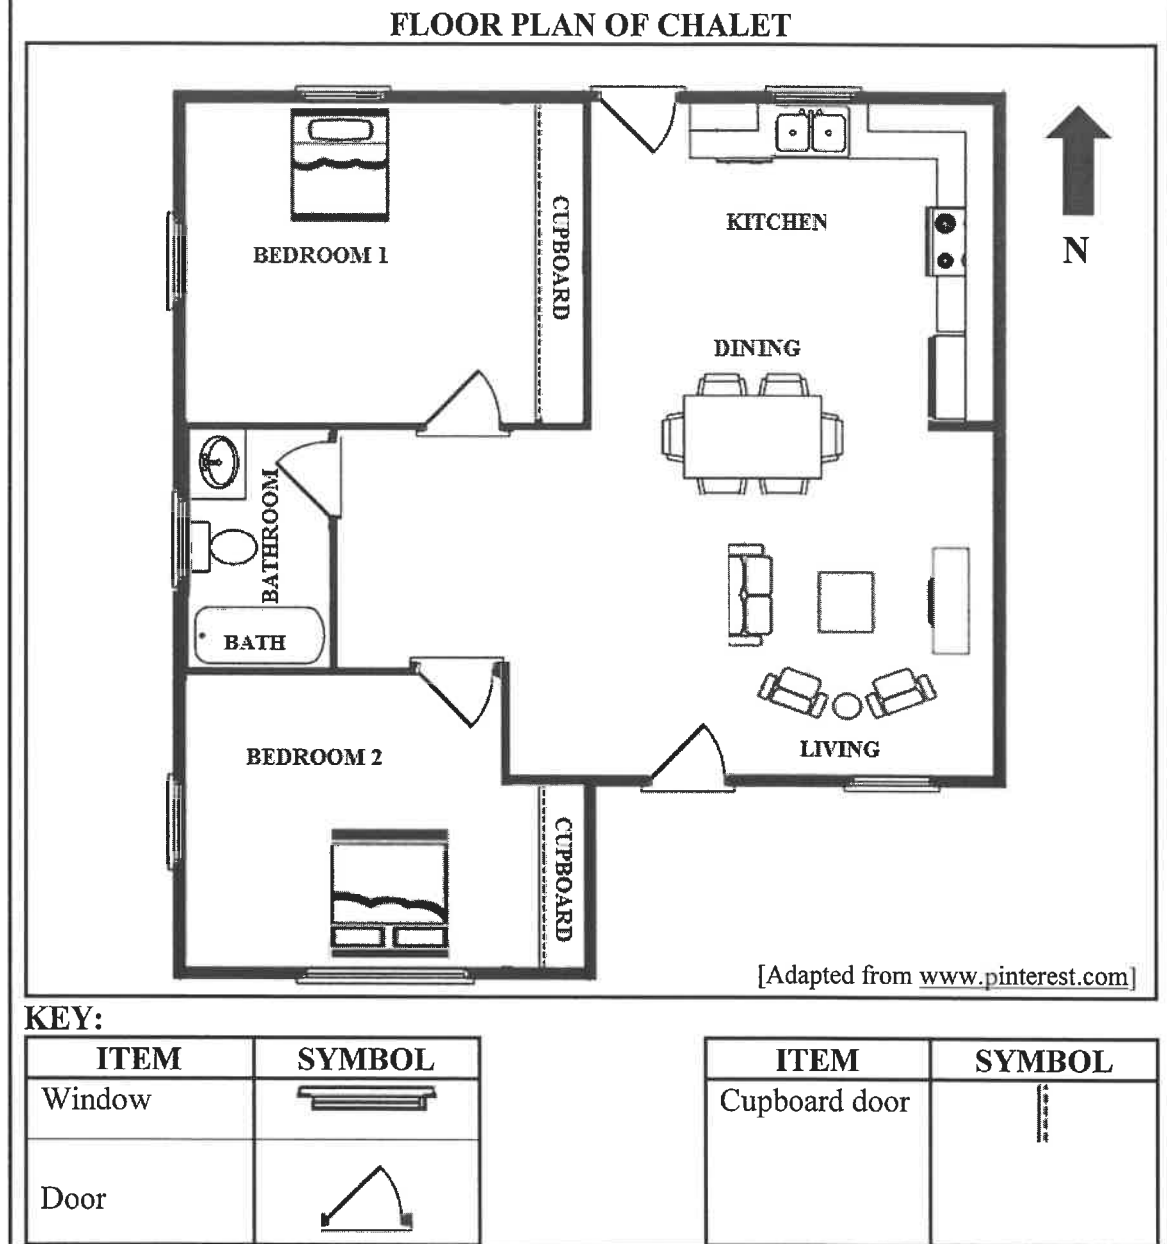 FLOOR PLAN OF CHALET
CUPBOARD
KITCHEN
N
BEDROOM 1
DINING
BATHROOM
BATH
LIVING
BEDROOM 2
CUPBOARD
[Adapted from www.pinterest.com]
KEY:
ITEM SYMBOL
Window
Door
ITEM SYMBOL
Cupboard door